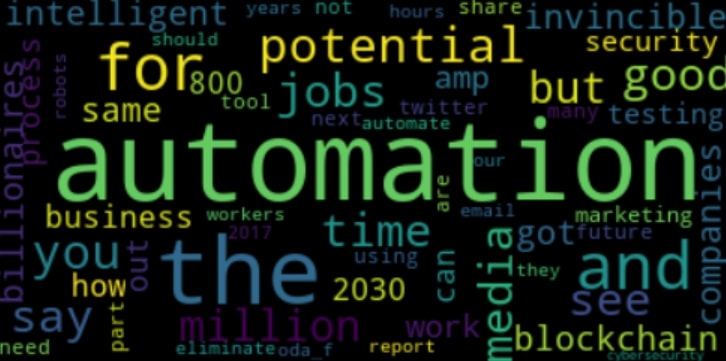 intelligent years not hours share invincible
should
for potential security
800 jobs amp but good
process robots
same tool twitter many testing
next automate
billionaires
automation
our
are
business workers email marketing
2017 time got future
you out the using they and companies
how 2030 can media see
say part million work blockchain
need eliminate oda_f report cybersecurity